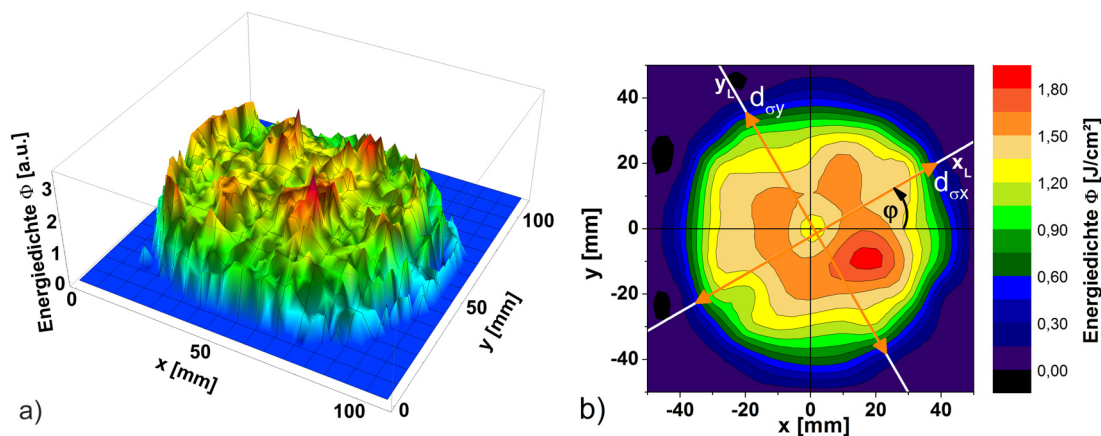 Energiedichte Φ [a.u.]
3
2
1
0
0
50
100
x [mm]
0
50
100
y [mm]
a)
40
20
0
-20
-40
y [mm]
-40
-20
0
20
40
x [mm]
y_L
d_σy
x_L
d_σx
φ
1,80
1,50
1,20
0,90
0,60
0,30
0,00
Energiedichte Φ [J/cm²]
b)